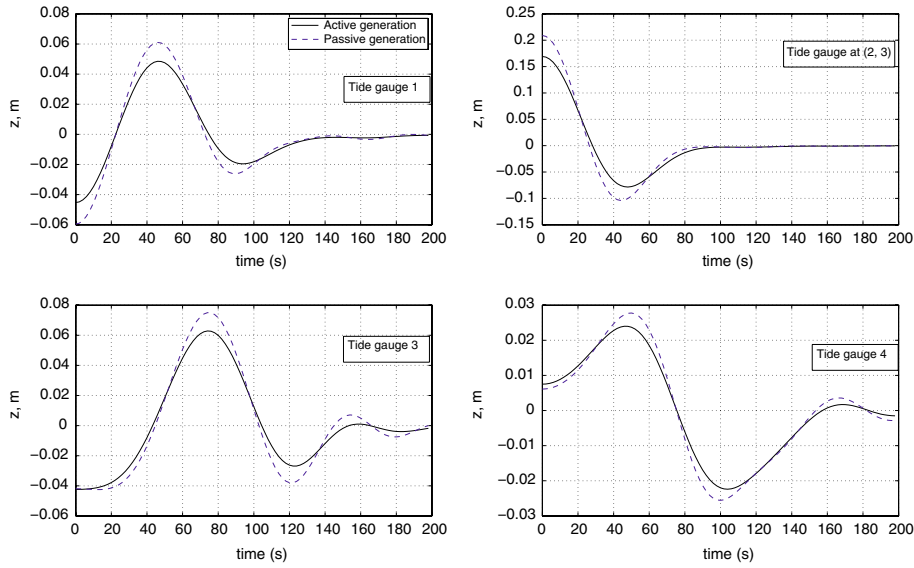 0.08
0.06
0.04
0.02
0
−0.02
−0.04
−0.06
z, m
Active generation
Passive generation
Tide gauge 1
0 20 40 60 80 100 120 140 160 180 200
time (s)
0.25
0.2
0.15
0.1
0.05
0
−0.05
−0.1
−0.15
z, m
Tide gauge at (2, 3)
0 20 40 60 80 100 120 140 160 180 200
time (s)
0.08
0.06
0.04
0.02
0
−0.02
−0.04
−0.06
z, m
Tide gauge 3
0 20 40 60 80 100 120 140 160 180 200
time (s)
0.03
0.02
0.01
0
−0.01
−0.02
−0.03
z, m
Tide gauge 4
0 20 40 60 80 100 120 140 160 180 200
time (s)